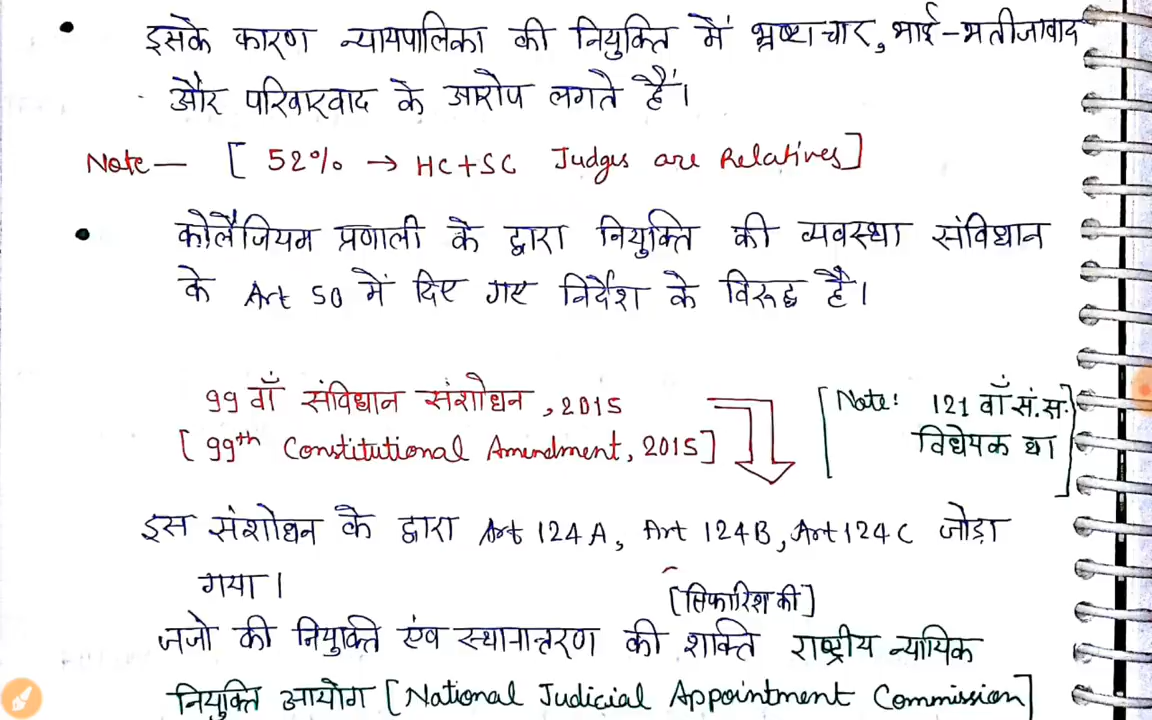 • इसके कारण न्यायपालिका की नियुक्ति में भ्रष्टाचार, भाई-भतीजावाद
और परिवारवाद के आरोप लगते हैं।
Note — [ 52% → HC+SC Judges are Relatives]
• कोलैजियम प्रणाली के द्वारा नियुक्ति की व्यवस्था संविधान
के Art 50 में दिए गए निर्देश के विरूद्ध है।
99 वाँ संविधान संशोधन, 2015
[ 99th Constitutional Amendment, 2015]
[Note: 121 वाँ सं.स.
विधेयक था]
इस संशोधन के द्वारा Art 124A, Art 124B, Art 124C जोड़ा
गया।
[सिफारिश की]
जजो की नियुक्ति एंव स्थानान्तरण की शक्ति राष्ट्रीय न्यायिक
नियुक्ति आयोग [National Judicial Appointment Commission]